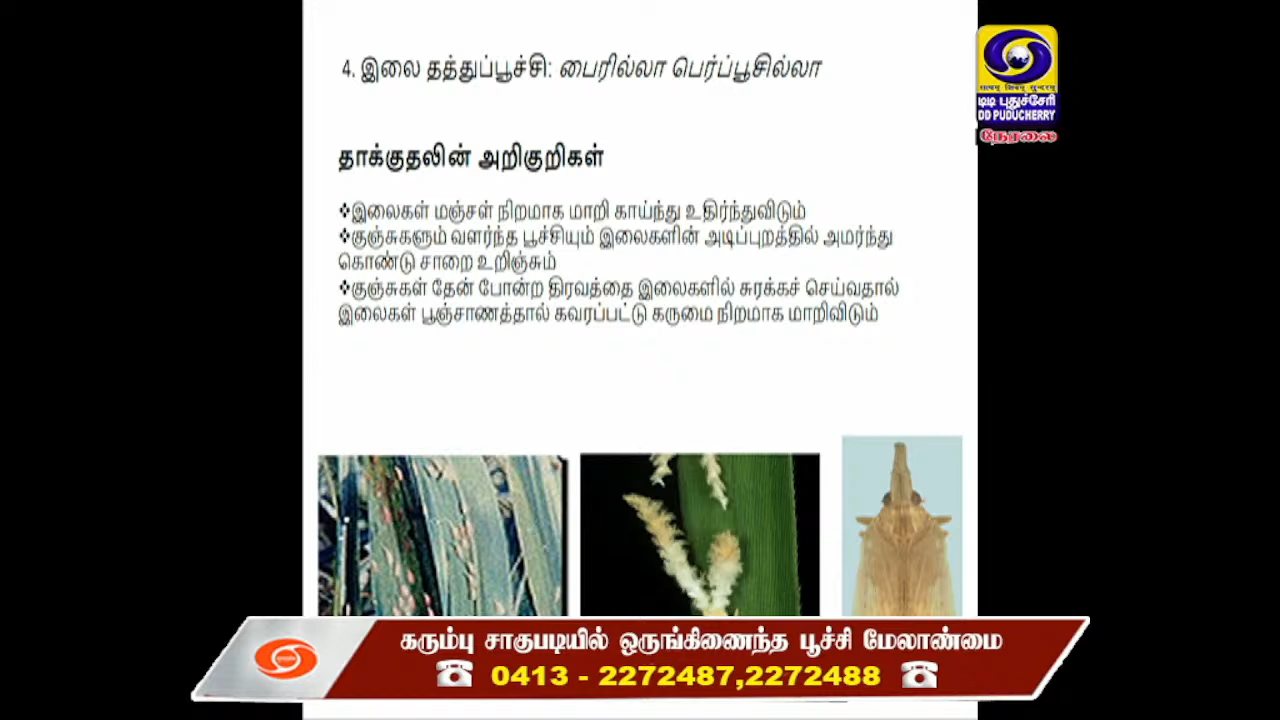 4. இலை தத்துப்பூச்சி: பைரில்லா பெர்ப்பூசில்லா
டிடி புதுச்சேரி
DD PUDUCHERRY
நேரலை
தாக்குதலின் அறிகுறிகள்
❖இலைகள் மஞ்சள் நிறமாக மாறி காய்ந்து உதிர்ந்துவிடும்
❖குஞ்சுகளும் வளர்ந்த பூச்சியும் இலைகளின் அடிப்புறத்தில் அமர்ந்து
கொண்டு சாறை உறிஞ்சும்
❖குஞ்சுகள் தேன் போன்ற திரவத்தை இலைகளில் சுரக்கச் செய்வதால்
இலைகள் பூஞ்சாணத்தால் கவரப்பட்டு கருமை நிறமாக மாறிவிடும்
கரும்பு சாகுபடியில் ஒருங்கிணைந்த பூச்சி மேலாண்மை
☎ 0413 - 2272487,2272488 ☎